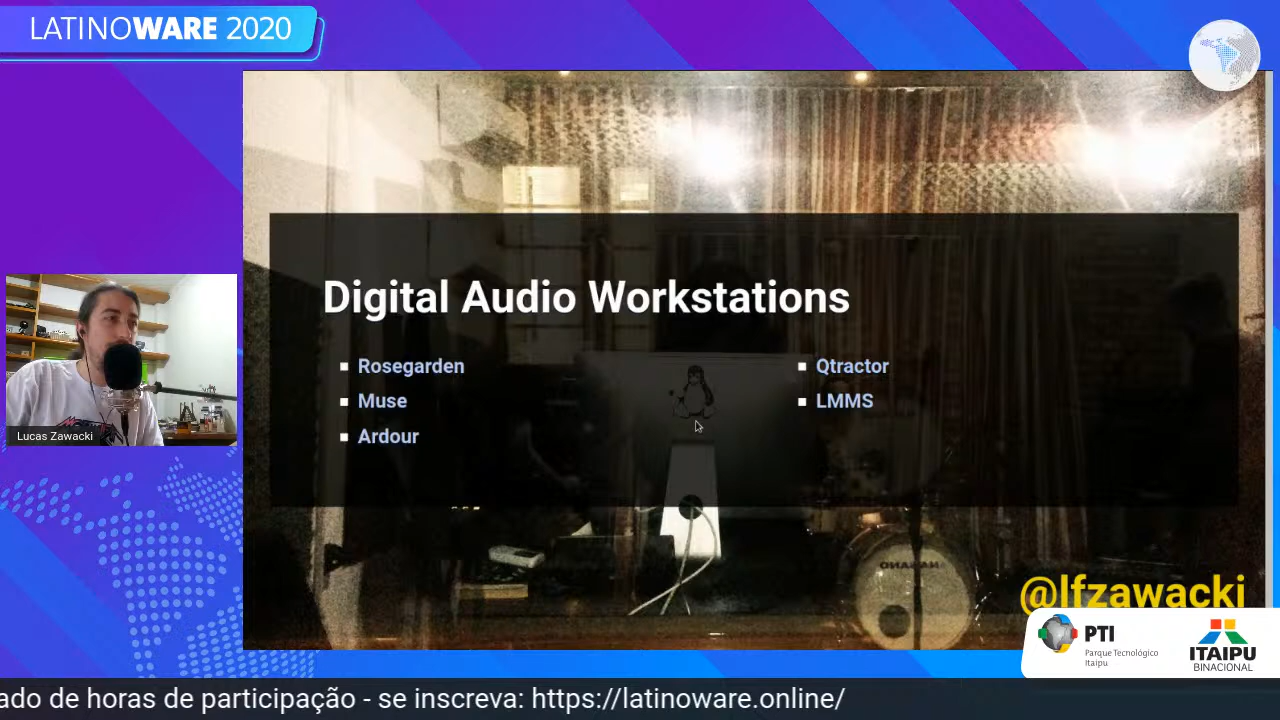 LATINOWARE 2020
Digital Audio Workstations
Rosegarden
Muse
Ardour
Qtractor
LMMS
Lucas Zawacki
NASANO
@lfzawacki
PTI
Parque Tecnológico
Itaipu
ITAIPU
BINACIONAL
ado de horas de participação - se inscreva: https://latinoware.online/